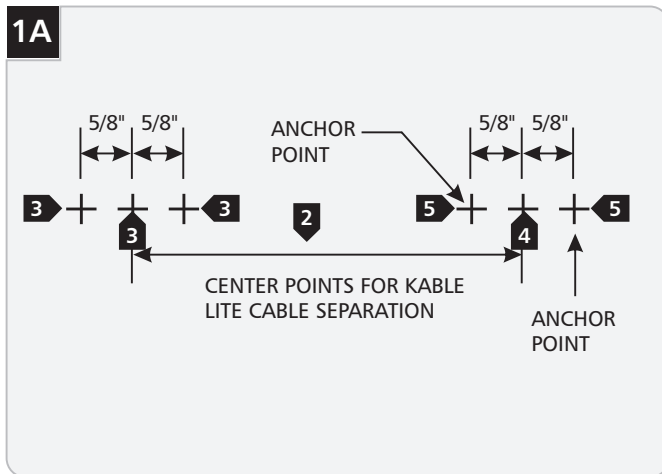 1A
5/8" 5/8"
ANCHOR
POINT
5/8" 5/8"
3 3 2 5 5
3 4
CENTER POINTS FOR KABLE
LITE CABLE SEPARATION
ANCHOR
POINT